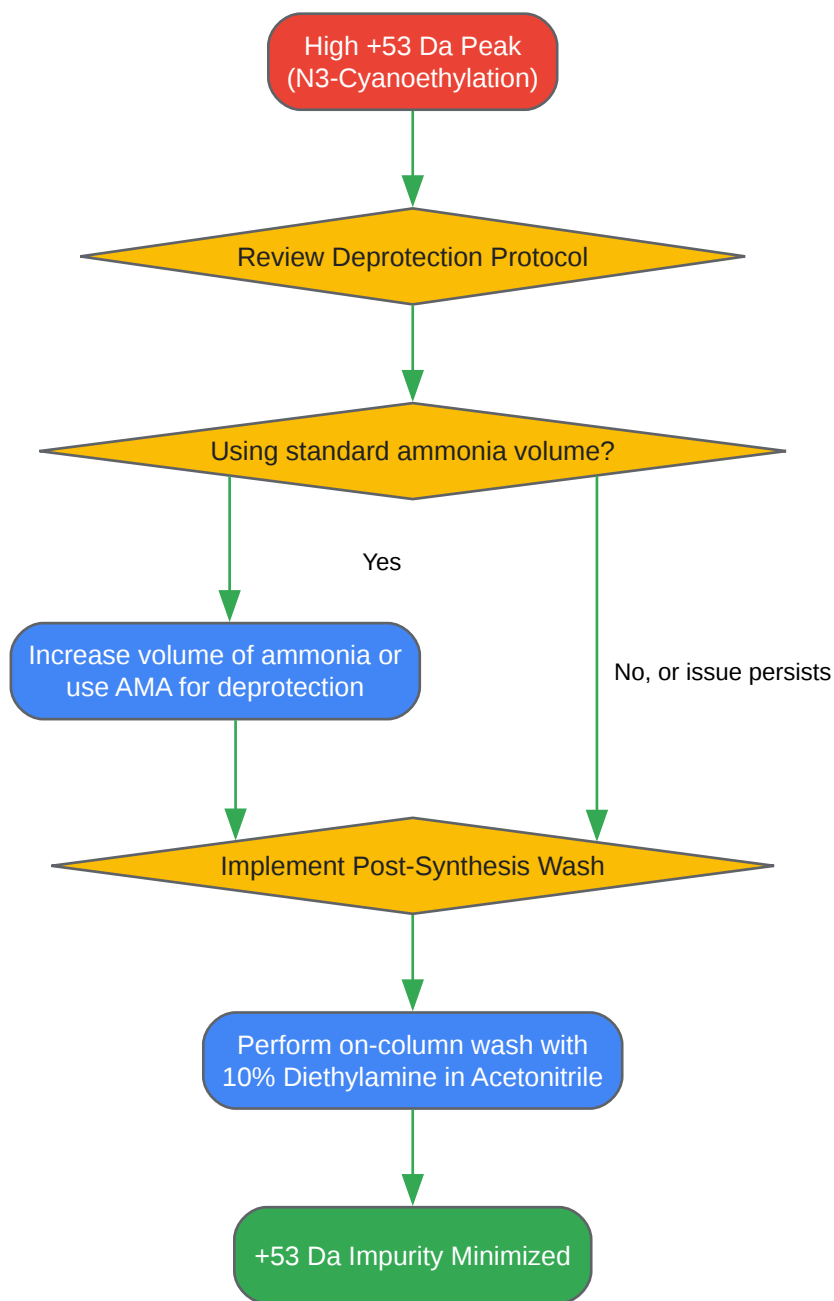 High +53 Da Peak
(N3-Cyanoethylation)
Review Deprotection Protocol
Using standard ammonia volume?
Yes
Increase volume of ammonia or
use AMA for deprotection
No, or issue persists
Implement Post-Synthesis Wash
Perform on-column wash with
10% Diethylamine in Acetonitrile
+53 Da Impurity Minimized